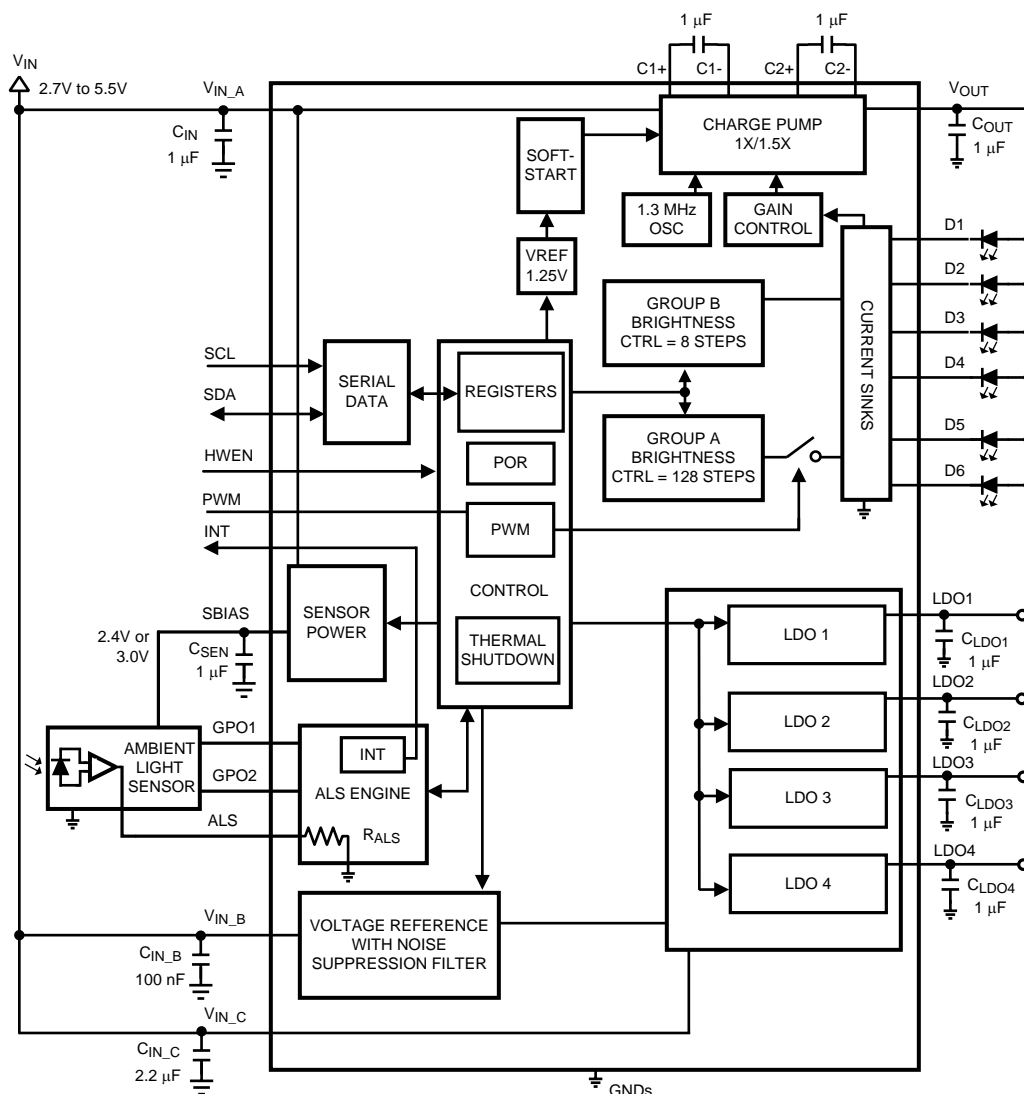 1 μF
1 μF
VIN
2.7V to 5.5V
VIN_A
C1+
C1-
C2+
C2-
VOUT
CIN
1 μF
CHARGE PUMP
1X/1.5X
COUT
1 μF
SOFT-
START
1.3 MHz
OSC
GAIN
CONTROL
VREF
1.25V
D1
D2
D3
D4
D5
D6
CURRENT SINKS
GROUP B
BRIGHTNESS
CTRL = 8 STEPS
GROUP A
BRIGHTNESS
CTRL = 128 STEPS
SCL
SDA
SERIAL
DATA
REGISTERS
HWEN
POR
PWM
PWM
INT
CONTROL
SENSOR
POWER
THERMAL
SHUTDOWN
SBIAS
2.4V or
3.0V
CSEN
1 μF
LDO 1
LDO1
CLDO1
1 μF
LDO 2
LDO2
CLDO2
1 μF
LDO 3
LDO3
CLDO3
1 μF
LDO 4
LDO4
CLDO4
1 μF
AMBIENT
LIGHT
SENSOR
GPO1
GPO2
ALS
INT
ALS ENGINE
RALS
VIN_B
CIN_B
100 nF
VOLTAGE REFERENCE
WITH NOISE
SUPPRESSION FILTER
VIN_C
CIN_C
2.2 μF
GNDs